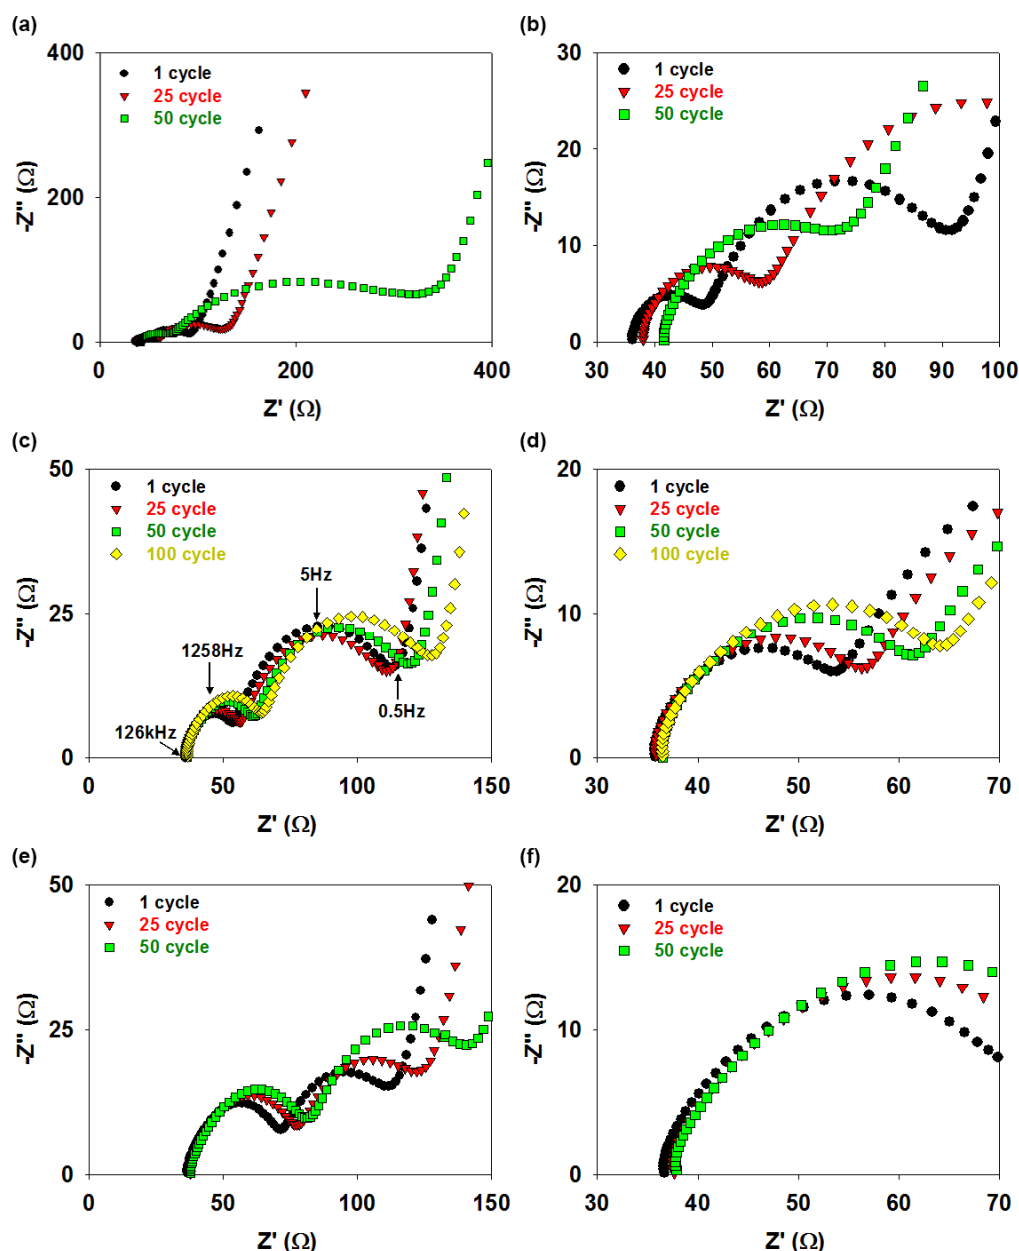 (a)
400
200
0
-Z'' (Ω)
1 cycle
25 cycle
50 cycle
0
200
400
Z' (Ω)
(b)
30
20
10
0
-Z'' (Ω)
1 cycle
25 cycle
50 cycle
30 40 50 60 70 80 90 100
Z' (Ω)
(c)
50
25
0
-Z'' (Ω)
1 cycle
25 cycle
50 cycle
100 cycle
5Hz
1258Hz
126kHz
0.5Hz
0 50 100 150
Z' (Ω)
(d)
20
10
0
-Z'' (Ω)
1 cycle
25 cycle
50 cycle
100 cycle
30 40 50 60 70
Z' (Ω)
(e)
50
25
0
-Z'' (Ω)
1 cycle
25 cycle
50 cycle
0 50 100 150
Z' (Ω)
(f)
20
10
0
-Z'' (Ω)
1 cycle
25 cycle
50 cycle
30 40 50 60 70
Z' (Ω)